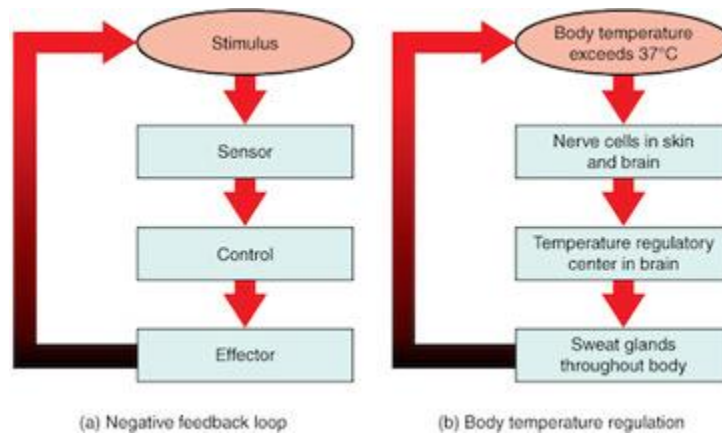 Stimulus
Sensor
Control
Effector
(a) Negative feedback loop
Body temperature
exceeds 37°C
Nerve cells in skin
and brain
Temperature regulatory
center in brain
Sweat glands
throughout body
(b) Body temperature regulation